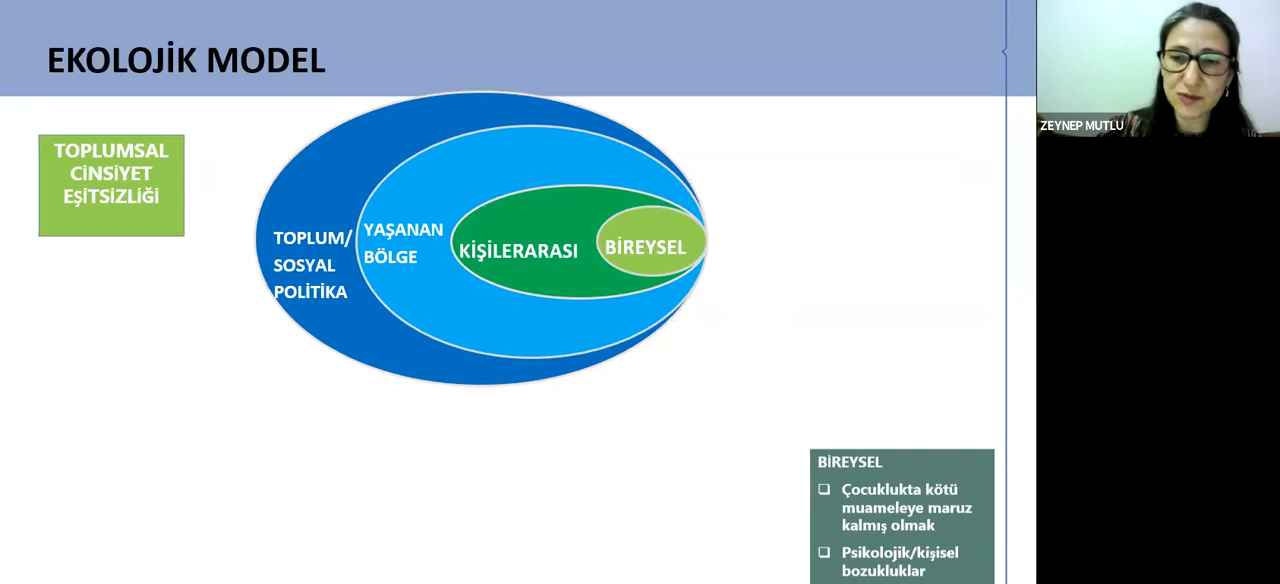 EKOLOJİK MODEL
ZEYNEP MUTLU
TOPLUMSAL
CİNSİYET
EŞİTSİZLİĞİ
TOPLUM/
SOSYAL
POLİTİKA
YAŞANAN
BÖLGE
KİŞİLERARASI
BİREYSEL
BİREYSEL
❑ Çocuklukta kötü
muameleye maruz
kalmış olmak
❑ Psikolojik/kişisel
bozukluklar